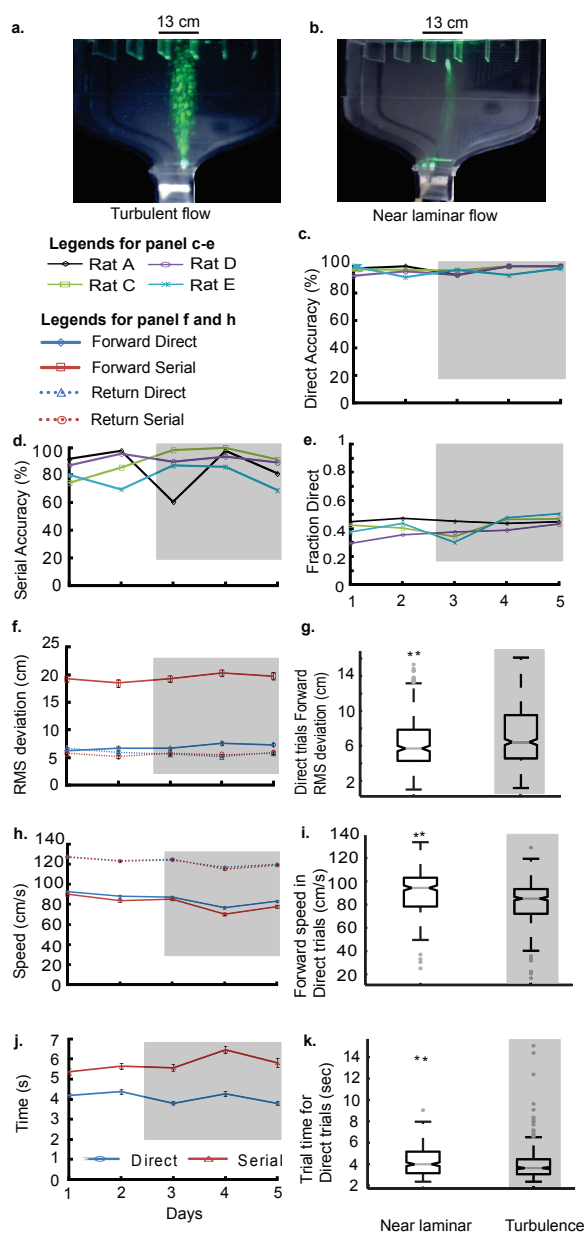 a.
13 cm
b.
13 cm
Turbulent flow
Near laminar flow
Legends for panel c-e
Rat A
Rat D
Rat C
Rat E
Legends for panel f and h
Forward Direct
Forward Serial
Return Direct
Return Serial
c.
Direct Accuracy (%)
100
80
60
40
20
0
d.
Serial Accuracy (%)
100
80
60
40
20
0
e.
Fraction Direct
1
0.8
0.6
0.4
0.2
0
1 2 3 4 5
f.
RMS deviation (cm)
25
20
15
10
5
0
g.
Direct trials Forward
RMS deviation (cm)
14
10
6
2
**
h.
Speed (cm/s)
140
120
100
80
60
40
20
0
i.
Forward speed in
Direct trials (cm/s)
140
120
100
80
60
40
20
**
j.
Time (s)
7
6
5
4
3
2
1
0
Direct Serial
1 2 3 4 5
Days
k.
Trial time for
Direct trials (sec)
14
12
10
8
6
4
2
**
Near laminar Turbulence